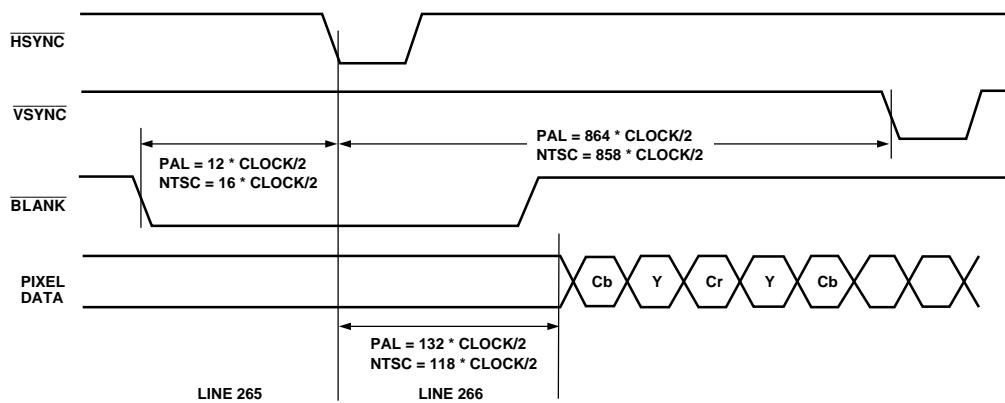 HSYNC
VSYNC
PAL = 12 * CLOCK/2
NTSC = 16 * CLOCK/2
PAL = 864 * CLOCK/2
NTSC = 858 * CLOCK/2
BLANK
PIXEL
DATA
Cb Y Cr Y Cb
PAL = 132 * CLOCK/2
NTSC = 118 * CLOCK/2
LINE 265 LINE 266